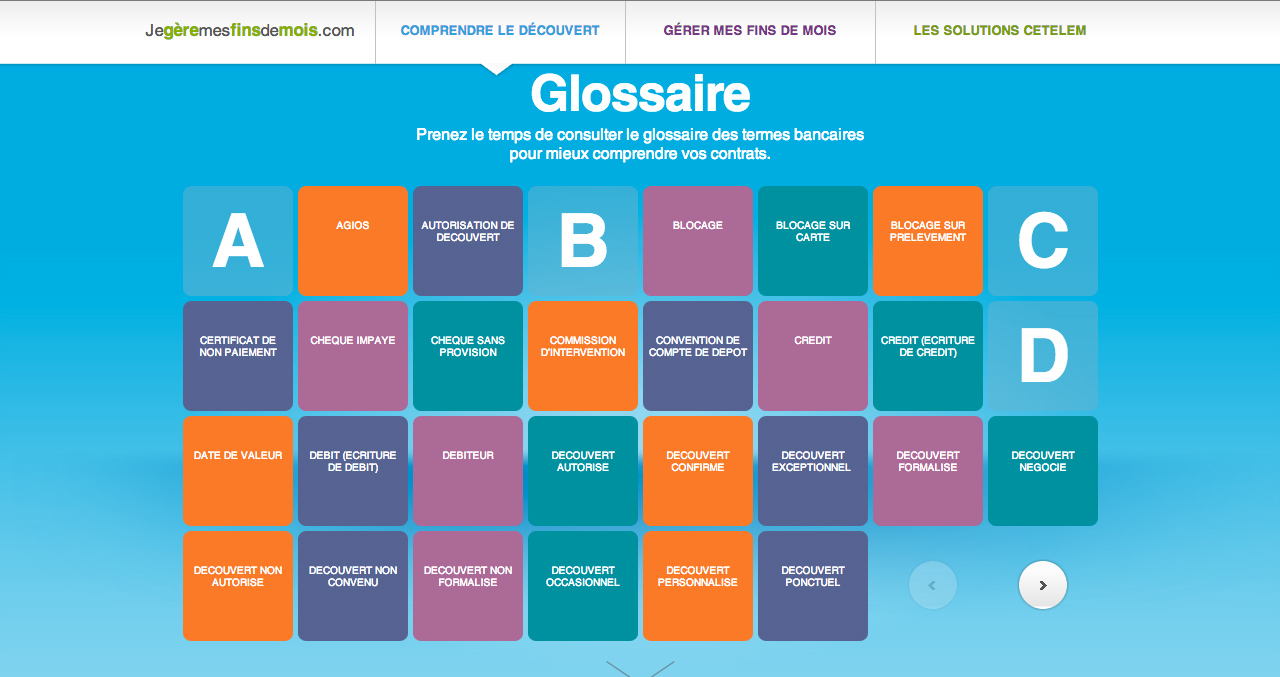 Jegèremesfinsdemois.com
COMPRENDRE LE DÉCOUVERT
GÉRER MES FINS DE MOIS
LES SOLUTIONS CETELEM
Glossaire
Prenez le temps de consulter le glossaire des termes bancaires
pour mieux comprendre vos contrats.
A
AGIOS
AUTORISATION DE
DECOUVERT
B
BLOCAGE
BLOCAGE SUR
CARTE
BLOCAGE SUR
PRELEVEMENT
C
CERTIFICAT DE
NON PAIEMENT
CHEQUE IMPAYE
CHEQUE SANS
PROVISION
COMMISSION
D'INTERVENTION
CONVENTION DE
COMPTE DE DEPOT
CREDIT
CREDIT (ECRITURE
DE CREDIT)
D
DATE DE VALEUR
DEBIT (ECRITURE
DE DEBIT)
DEBITEUR
DECOUVERT
AUTORISE
DECOUVERT
CONFIRME
DECOUVERT
EXCEPTIONNEL
DECOUVERT
FORMALISE
DECOUVERT
NEGOCIE
DECOUVERT NON
AUTORISE
DECOUVERT NON
CONVENU
DECOUVERT NON
FORMALISE
DECOUVERT
OCCASIONNEL
DECOUVERT
PERSONNALISE
DECOUVERT
PONCTUEL